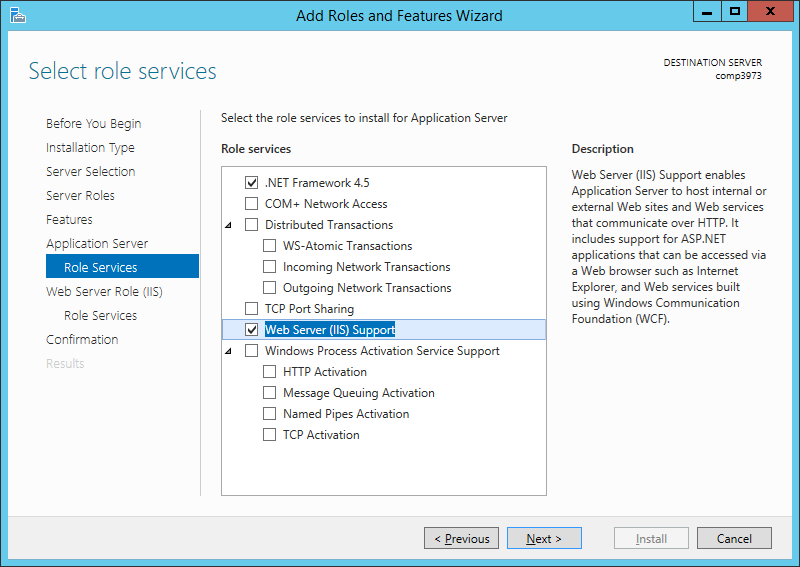 Add Roles and Features Wizard
Select role services
DESTINATION SERVER
comp3973
Before You Begin
Installation Type
Server Selection
Server Roles
Features
Application Server
Role Services
Web Server Role (IIS)
Role Services
Confirmation
Results
Select the role services to install for Application Server
Role services
.NET Framework 4.5
COM+ Network Access
Distributed Transactions
WS-Atomic Transactions
Incoming Network Transactions
Outgoing Network Transactions
TCP Port Sharing
Web Server (IIS) Support
Windows Process Activation Service Support
HTTP Activation
Message Queuing Activation
Named Pipes Activation
TCP Activation
Description
Web Server (IIS) Support enables
Application Server to host internal or
external Web sites and Web services
that communicate over HTTP. It
includes support for ASP.NET
applications that can be accessed via
a Web browser such as Internet
Explorer, and Web services built
using Windows Communication
Foundation (WCF).
< Previous
Next >
Install
Cancel